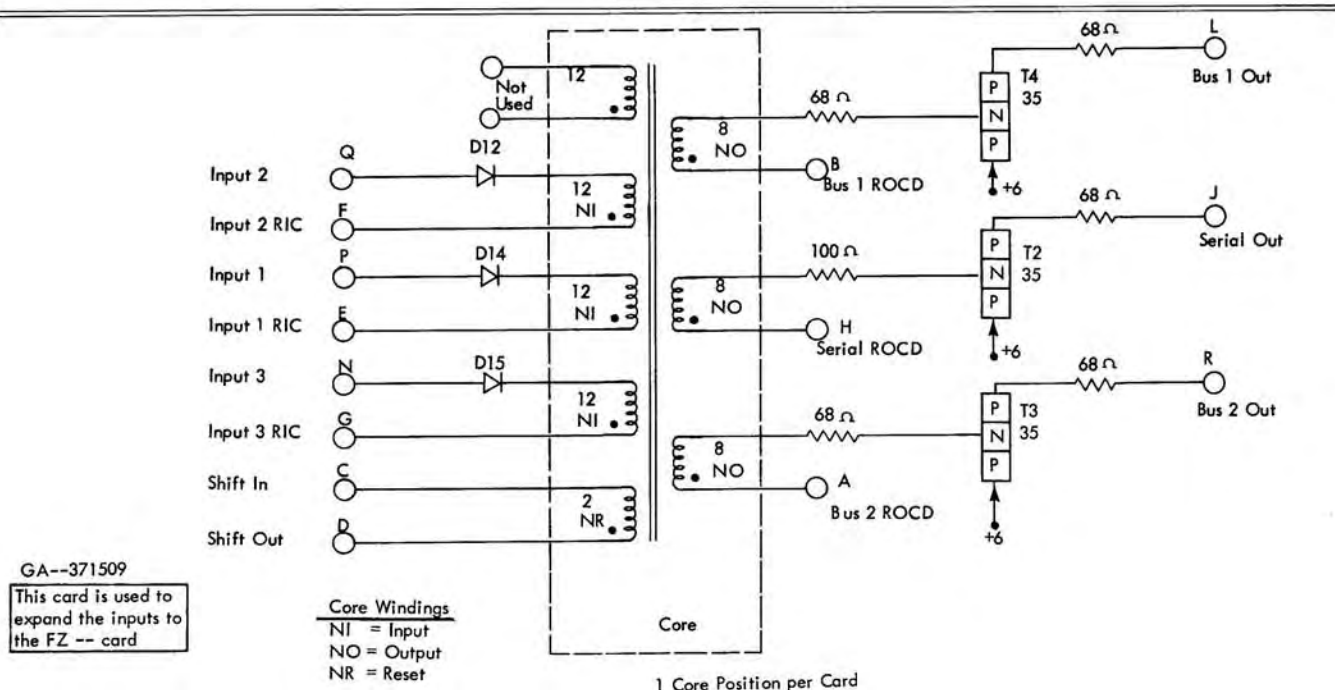 68Ω L
Bus 1 Out
T4
35
P
N
P
+6
12
Not
Used
68 Ω
8
NO
B
Bus 1 ROCD
Q D12
Input 2
12
NI
Input 2 RIC F
68Ω J
Serial Out
T2
35
P
N
P
+6
Input 1 P D14
12
NI
Input 1 RIC E
100 Ω
8
NO
H
Serial ROCD
Input 3 N D15
12
NI
Input 3 RIC G
68Ω R
Bus 2 Out
T3
35
P
N
P
+6
68 Ω
8
NO
A
Bus 2 ROCD
Shift In C
2
NR
Shift Out D
GA--371509
This card is used to
expand the inputs to
the FZ -- card
Core Windings
NI = Input
NO = Output
NR = Reset
Core
1 Core Position per Card